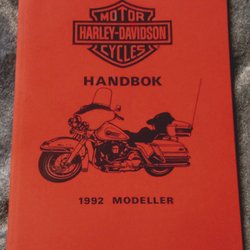 MOTOR
HARLEY-DAVIDSON
CYCLES
HANDBOK
1992 MODELLER